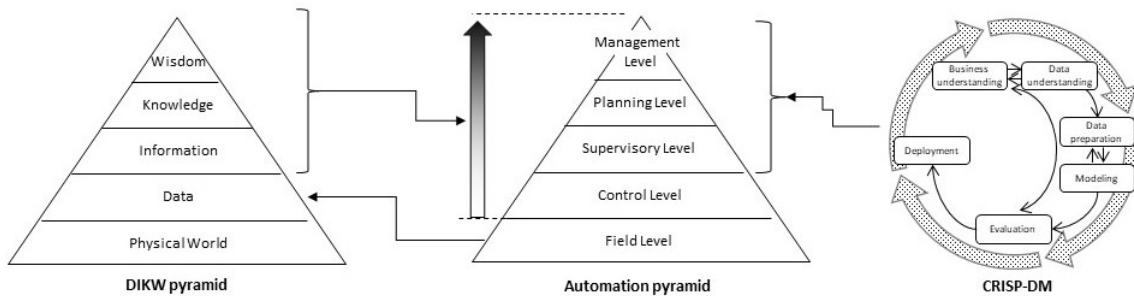 Wisdom
Knowledge
Information
Data
Physical World
DIKW pyramid
Management
Level
Planning Level
Supervisory Level
Control Level
Field Level
Automation pyramid
Business
understanding
Data
understanding
Data
preparation
Modeling
Evaluation
Deployment
CRISP-DM